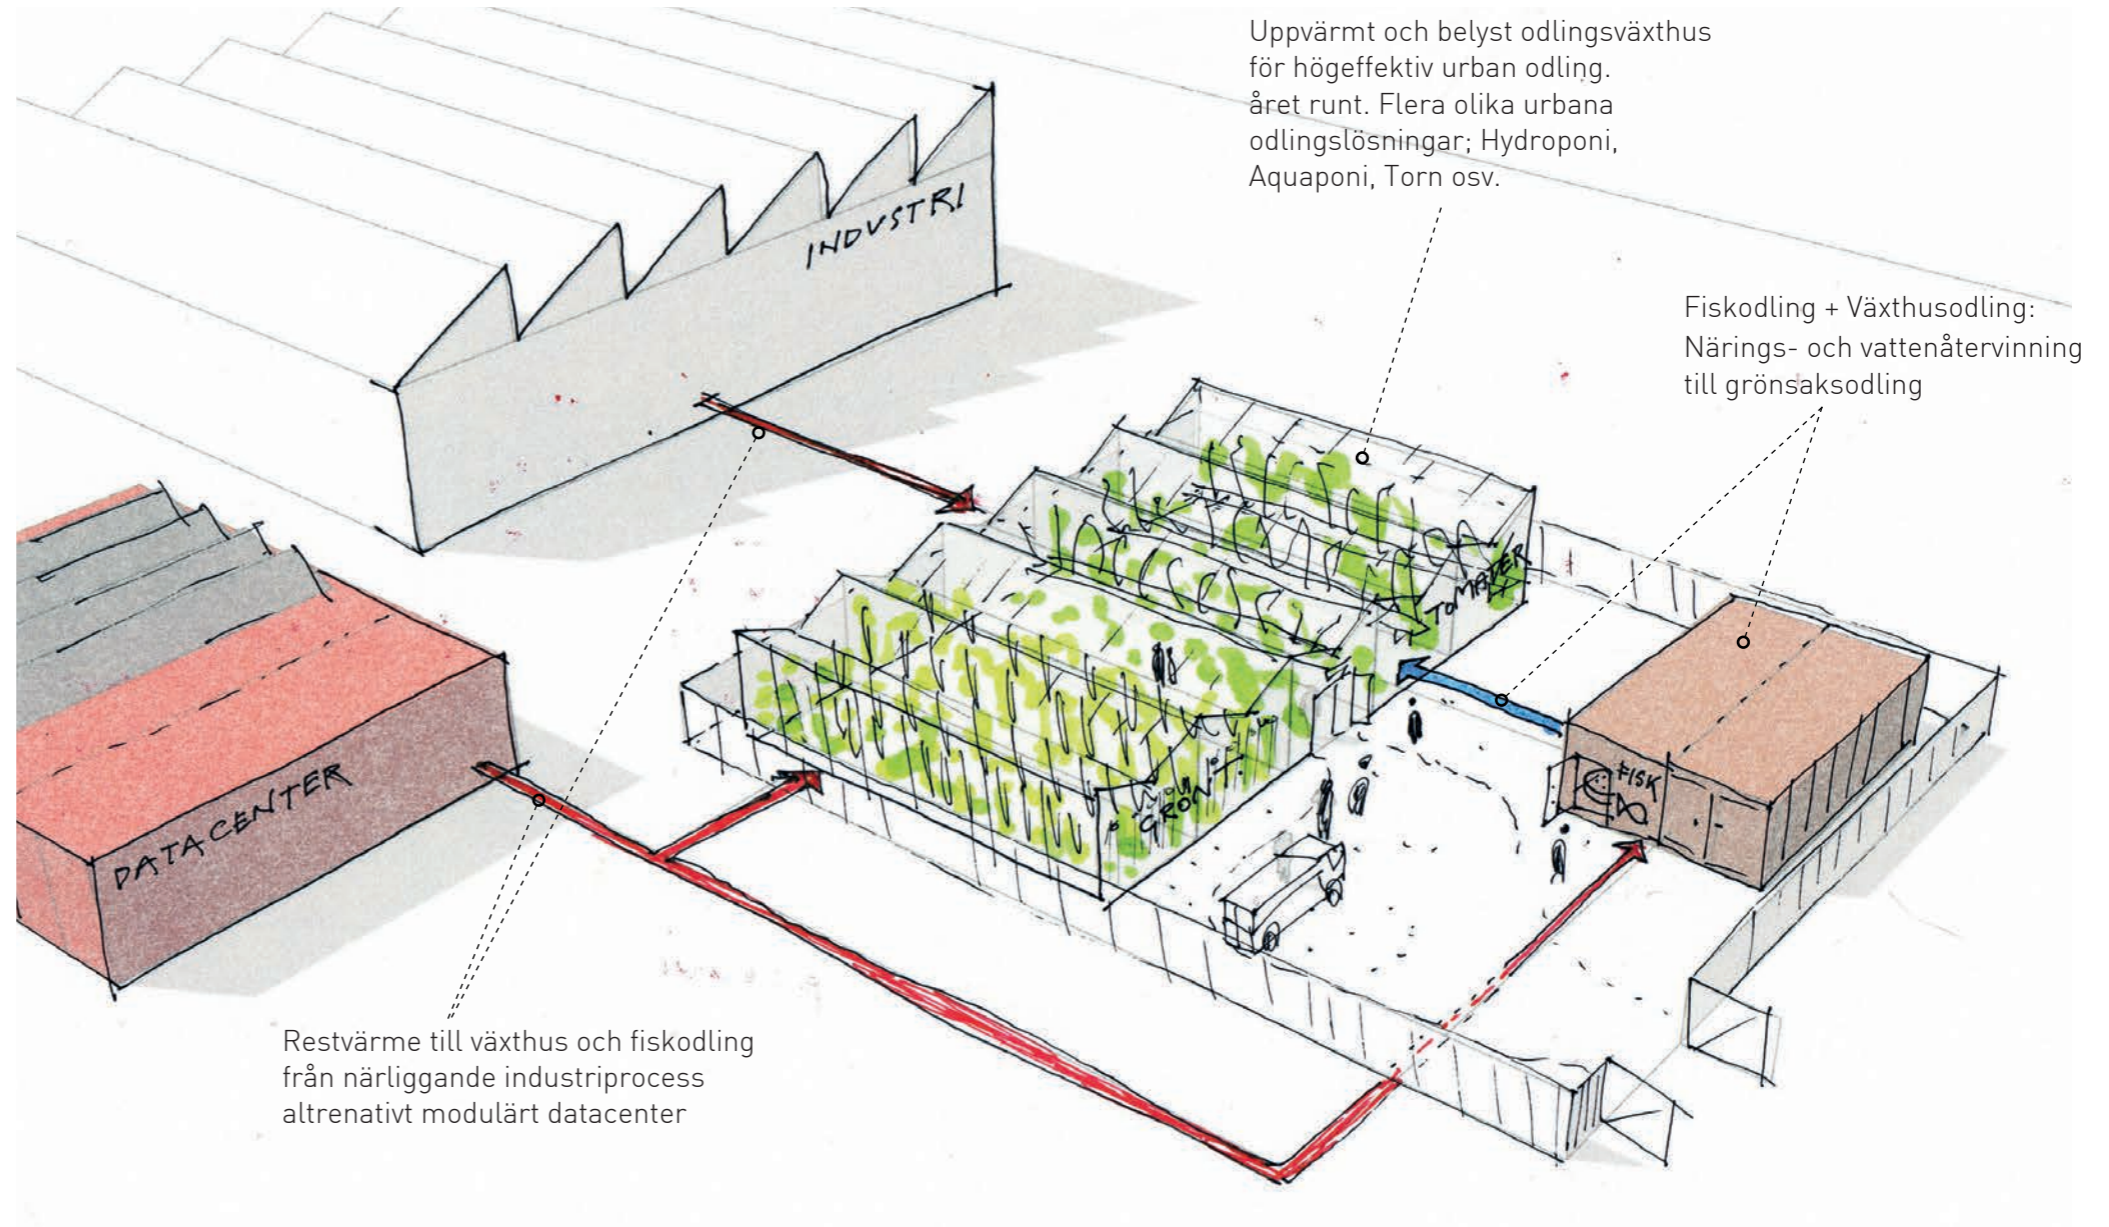 Uppvärmt och belyst odlingsväxthus
för högeffektiv urban odling.
året runt. Flera olika urbana
odlingslösningar; Hydroponi,
Aquaponi, Torn osv.
INDUSTRI
Fiskodling + Växthusodling:
Närings- och vattenåtervinning
till grönsaksodling
TOMATER
FISK
GRÖNT
DATACENTER
Restvärme till växthus och fiskodling
från närliggande industriprocess
altrenativt modulärt datacenter